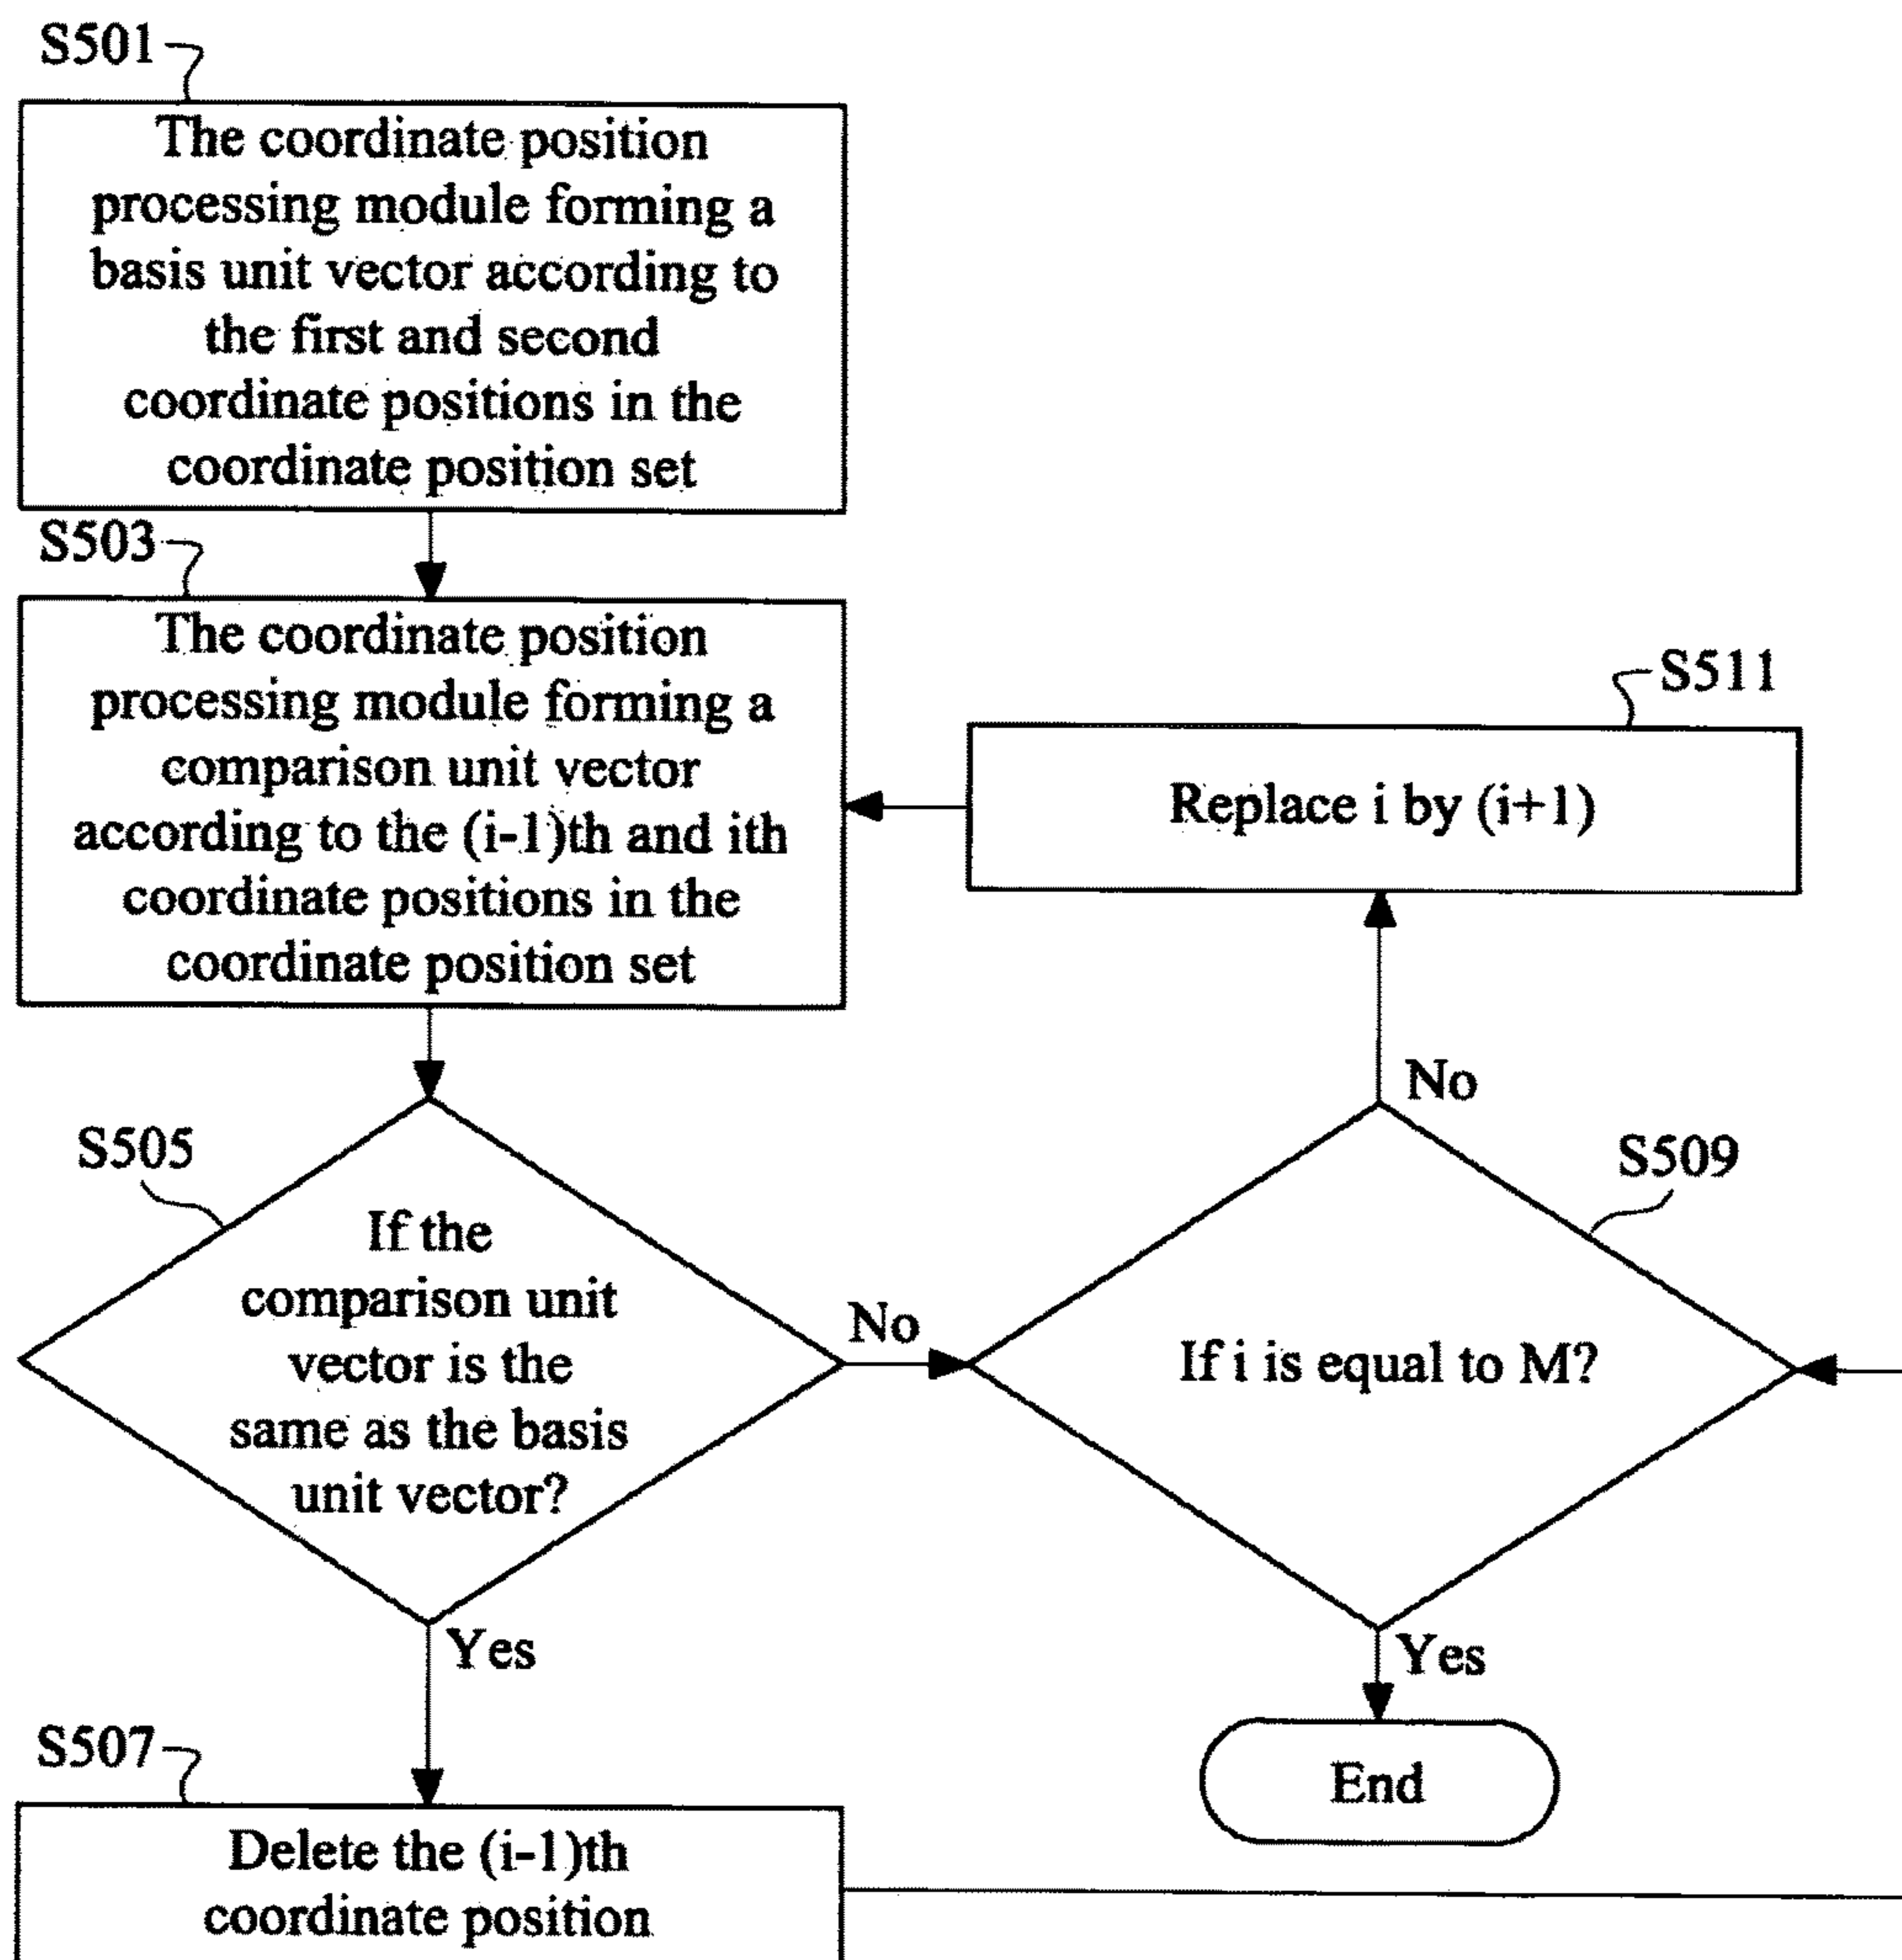 S501
The coordinate position
processing module forming a
basis unit vector according to
the first and second
coordinate positions in the
coordinate position set
S503
The coordinate position
processing module forming a
comparison unit vector
according to the (i-1)th and ith
coordinate positions in the
coordinate position set
S511
Replace i by (i+1)
S505
If the
comparison unit
vector is the
same as the basis
unit vector?
No
No
S509
If i is equal to M?
Yes
Yes
End
S507
Delete the (i-1)th
coordinate position